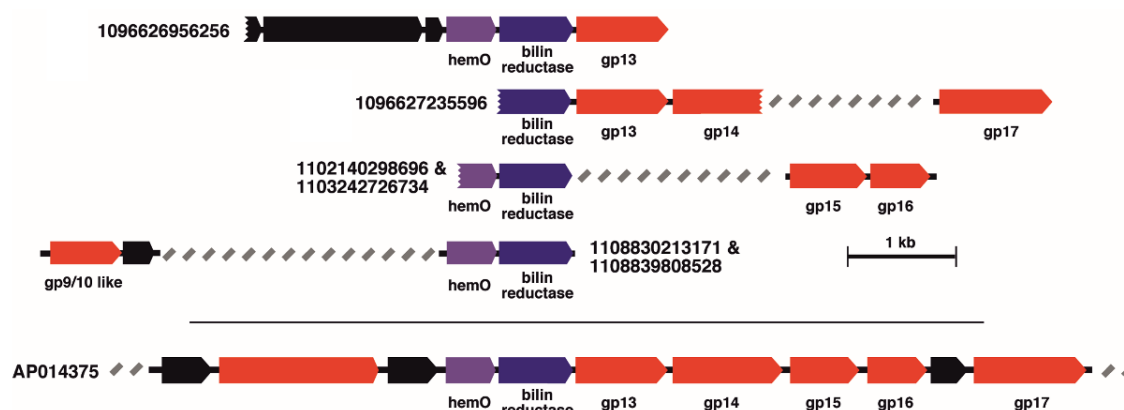 1096626956256
hemO
bilin
reductase
gp13
1096627235596
bilin
reductase
gp13
gp14
gp17
1102140298696 &
1103242726734
hemO
bilin
reductase
gp15
gp16
1 kb
gp9/10 like
hemO
bilin
reductase
1108830213171 &
1108839808528
AP014375
hemO
bilin
reductase
gp13
gp14
gp15
gp16
gp17